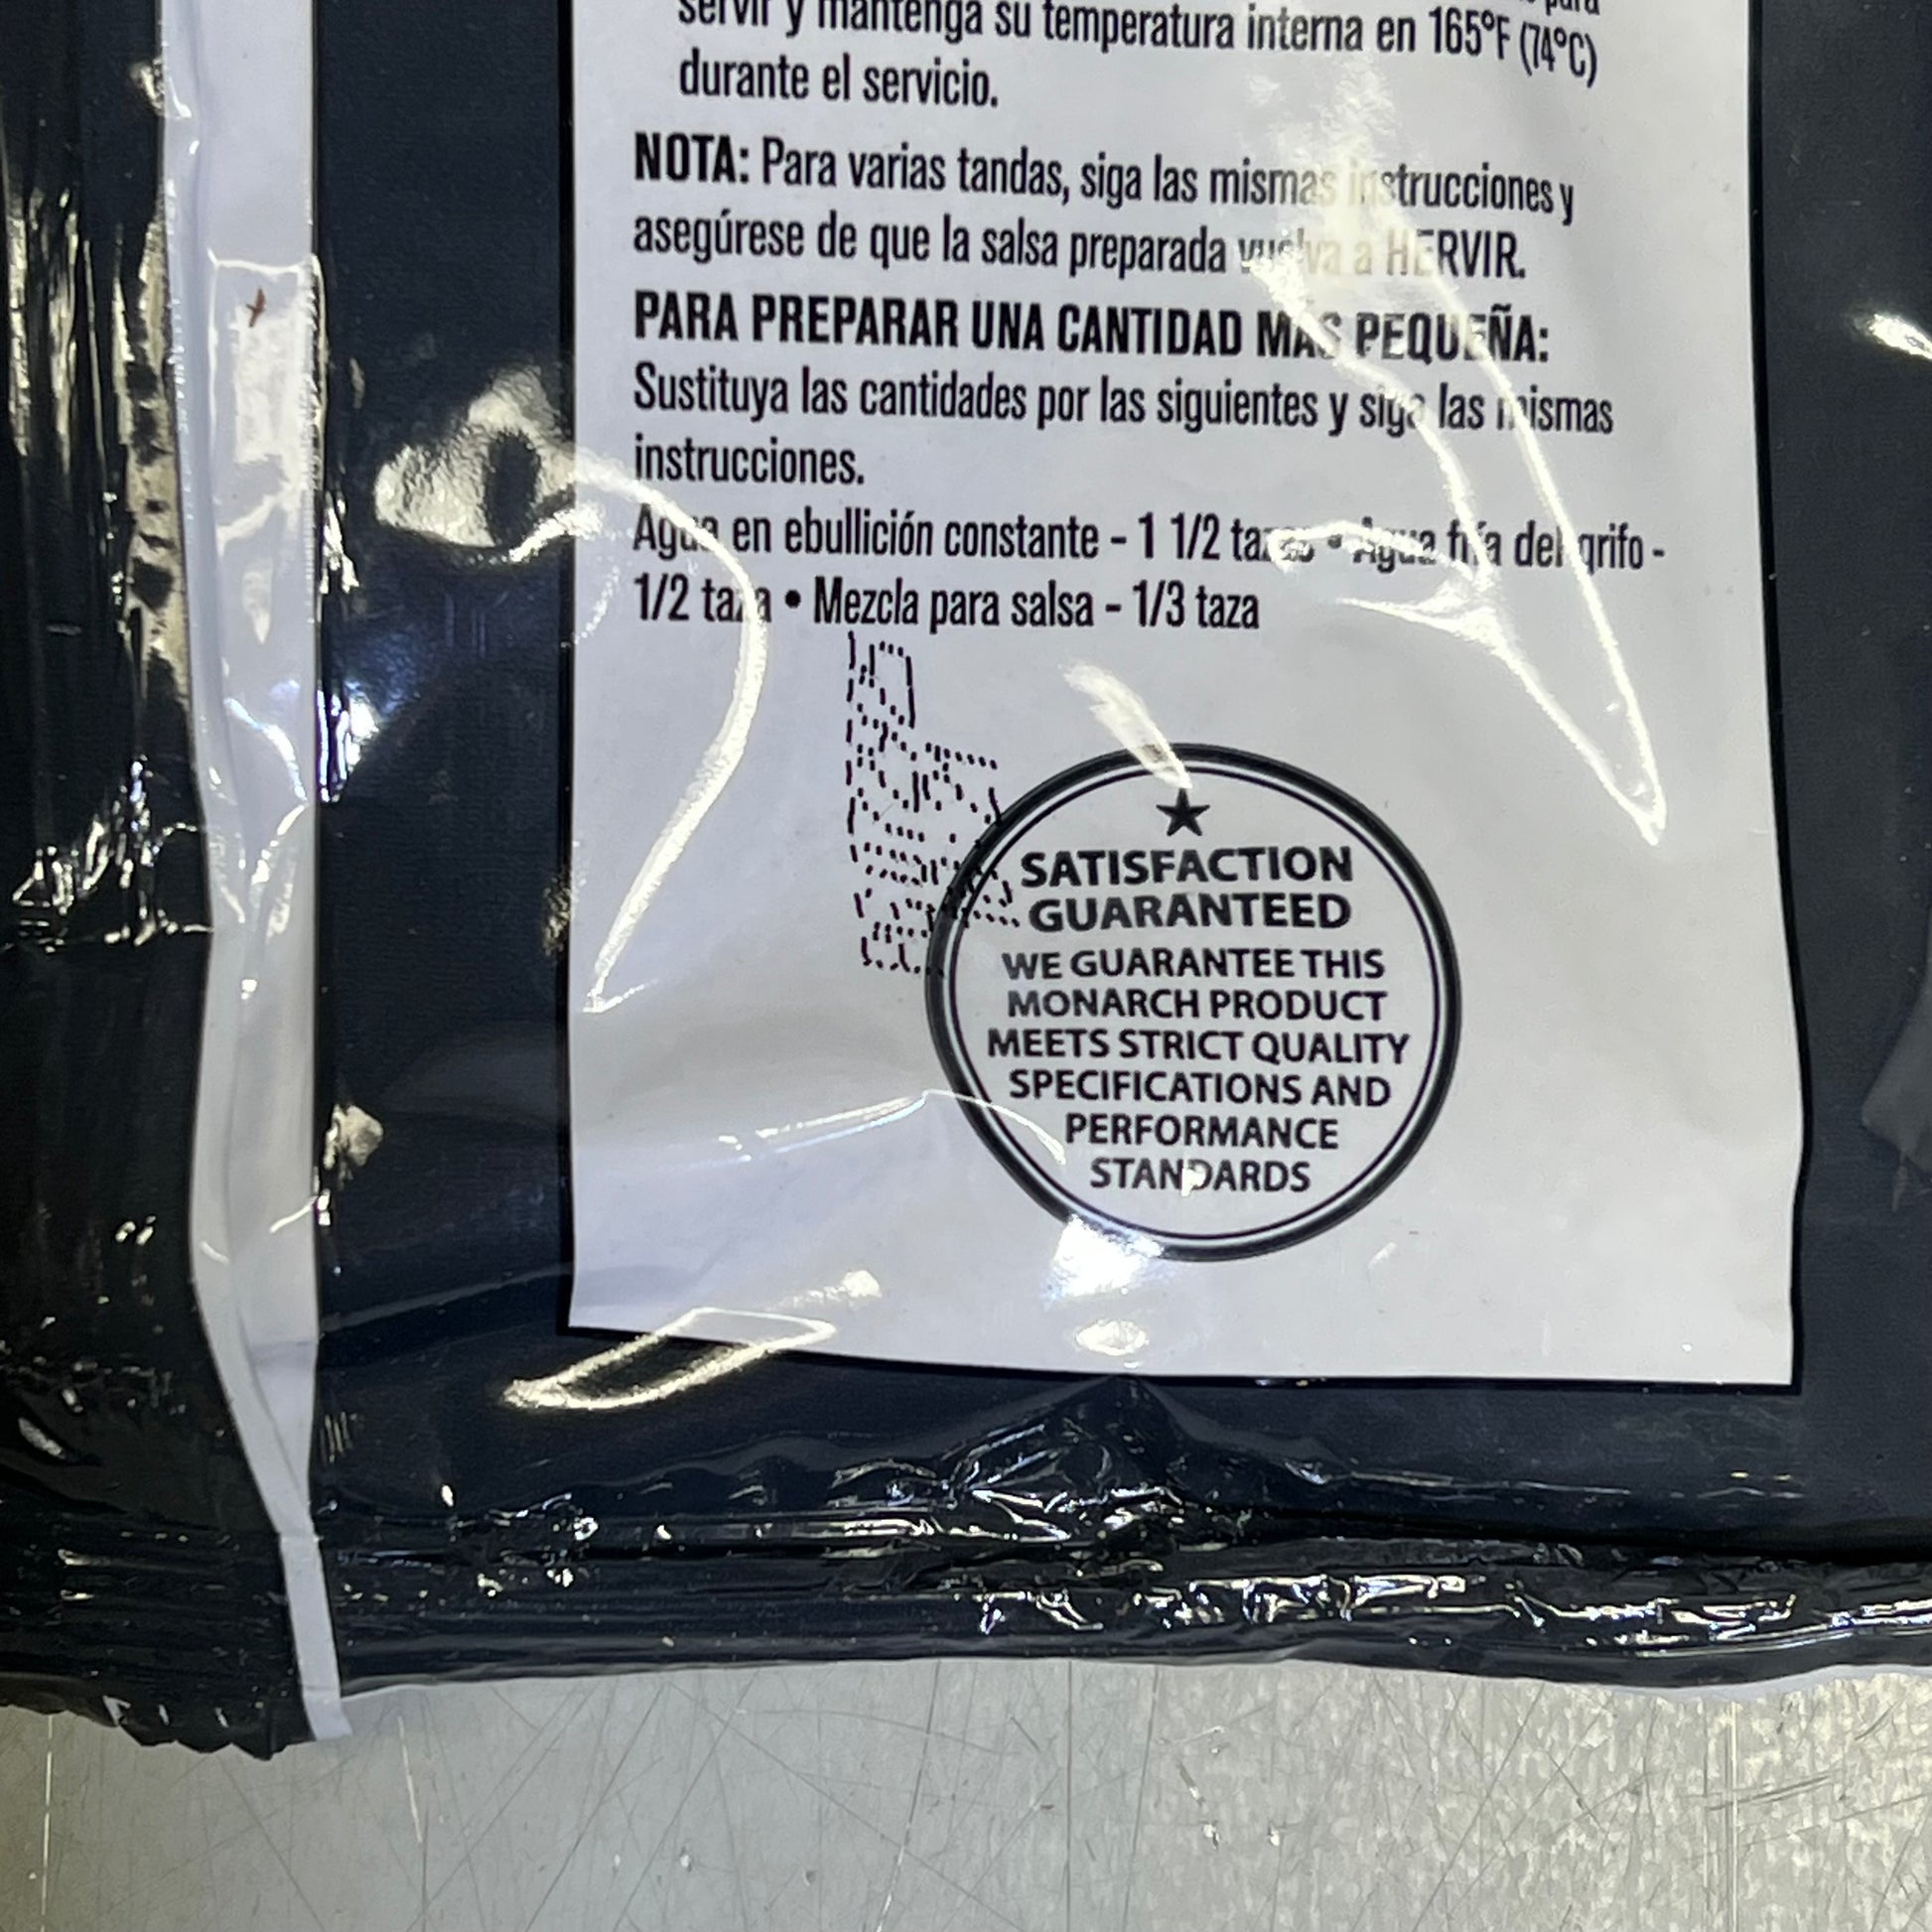 servir y mantenga su temperatura interna en 165°F (74°C)
durante el servicio.
NOTA: Para varias tandas, siga las mismas instrucciones y
asegúrese de que la salsa preparada vuelva a HERVIR.
PARA PREPARAR UNA CANTIDAD MÁS PEQUEÑA:
Sustituya las cantidades por las siguientes y siga las mismas
instrucciones.
Agua en ebullición constante - 1 1/2 tazas • Agua fría del grifo -
1/2 taza • Mezcla para salsa - 1/3 taza
SATISFACTION
GUARANTEED
WE GUARANTEE THIS
MONARCH PRODUCT
MEETS STRICT QUALITY
SPECIFICATIONS AND
PERFORMANCE
STANDARDS